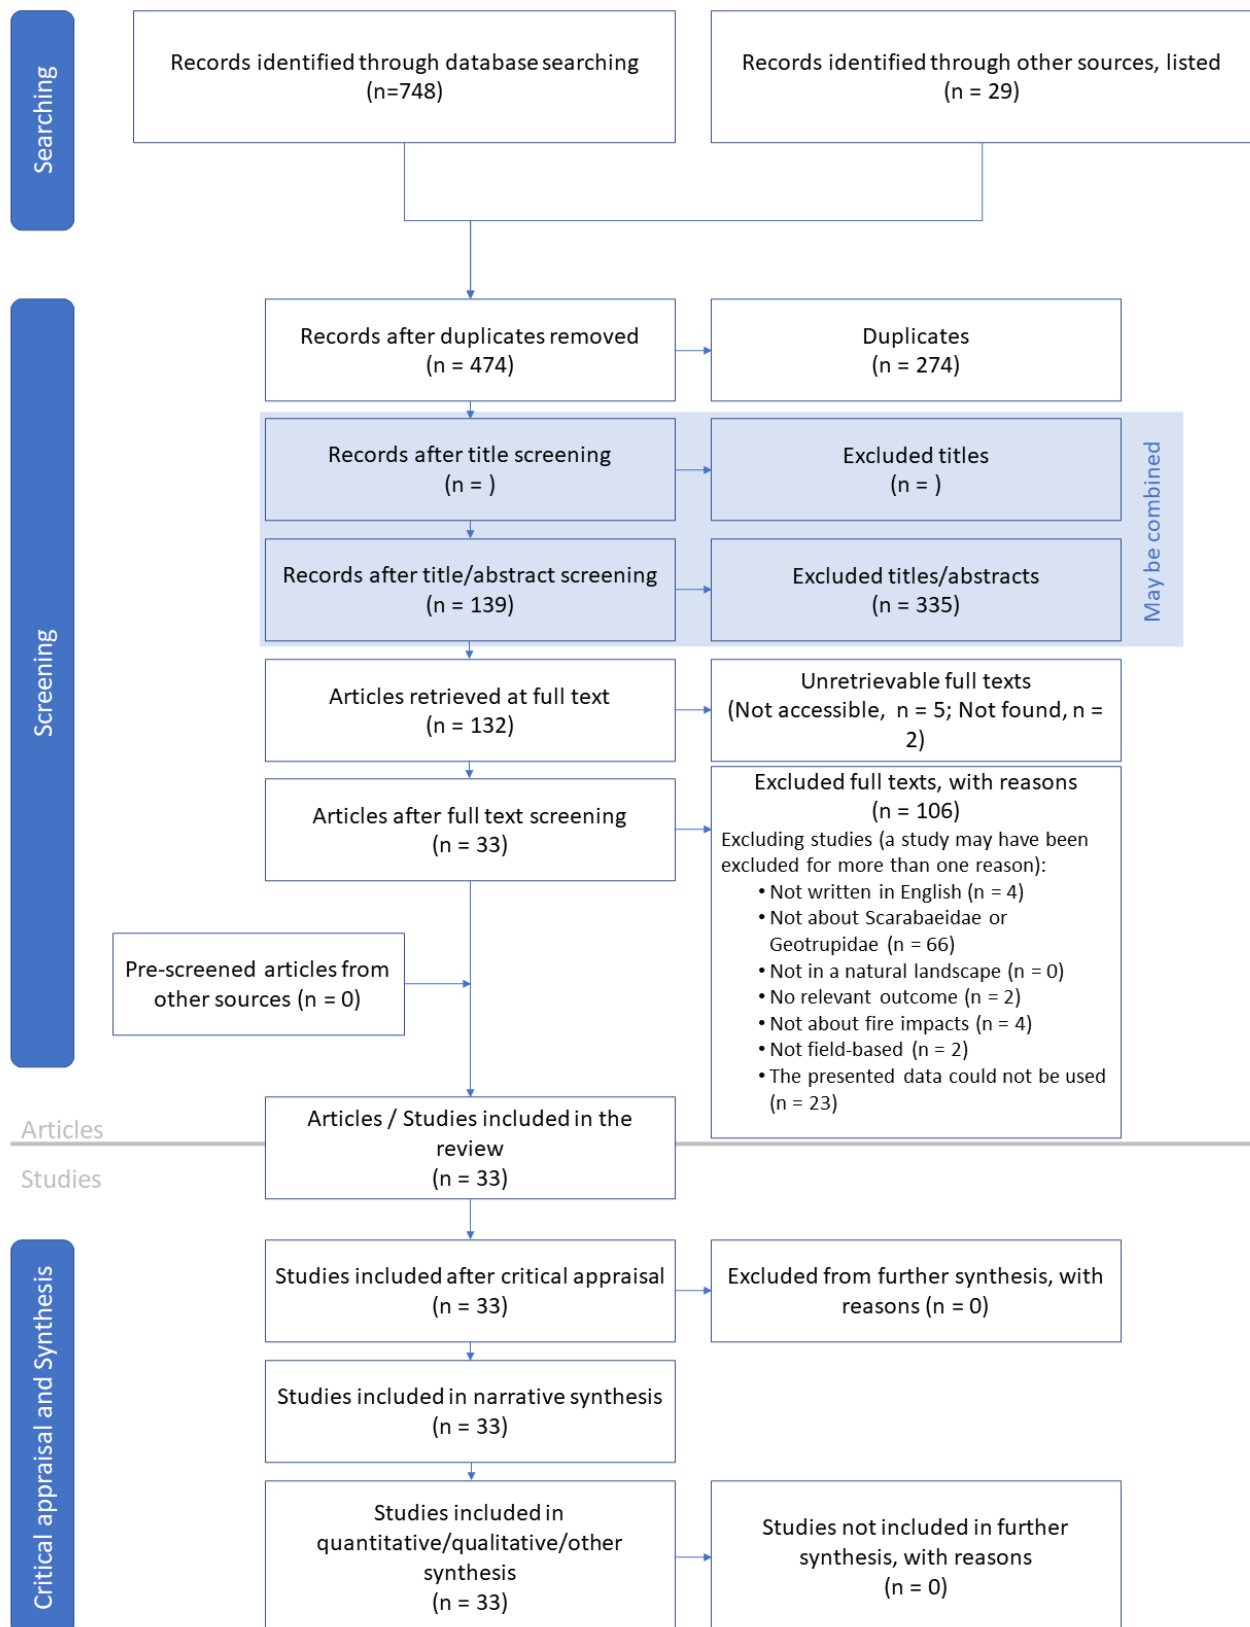 Searching
Records identified through database searching
(n=748)
Records identified through other sources, listed
(n = 29)
Screening
Records after duplicates removed
(n = 474)
Duplicates
(n = 274)
May be combined
Records after title screening
(n = )
Excluded titles
(n = )
Records after title/abstract screening
(n = 139)
Excluded titles/abstracts
(n = 335)
Articles retrieved at full text
(n = 132)
Unretrievable full texts
(Not accessible, n = 5; Not found, n =
2)
Articles after full text screening
(n = 33)
Excluded full texts, with reasons
(n = 106)
Excluding studies (a study may have been
excluded for more than one reason):
• Not written in English (n = 4)
• Not about Scarabaeidae or
Geotrupidae (n = 66)
• Not in a natural landscape (n = 0)
• No relevant outcome (n = 2)
• Not about fire impacts (n = 4)
• Not field-based (n = 2)
• The presented data could not be used
(n = 23)
Pre-screened articles from
other sources (n = 0)
Articles
Studies
Articles / Studies included in the
review
(n = 33)
Critical appraisal and Synthesis
Studies included after critical appraisal
(n = 33)
Excluded from further synthesis, with
reasons (n = 0)
Studies included in narrative synthesis
(n = 33)
Studies included in
quantitative/qualitative/other
synthesis
(n = 33)
Studies not included in further
synthesis, with reasons
(n = 0)